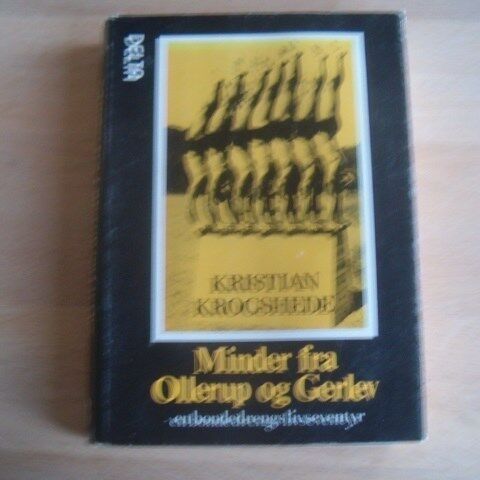 DELTA
KRISTIAN
KROGSHEDE
Minder fra
Ollerup og Gerlev
- en bondedrengs livseventyr